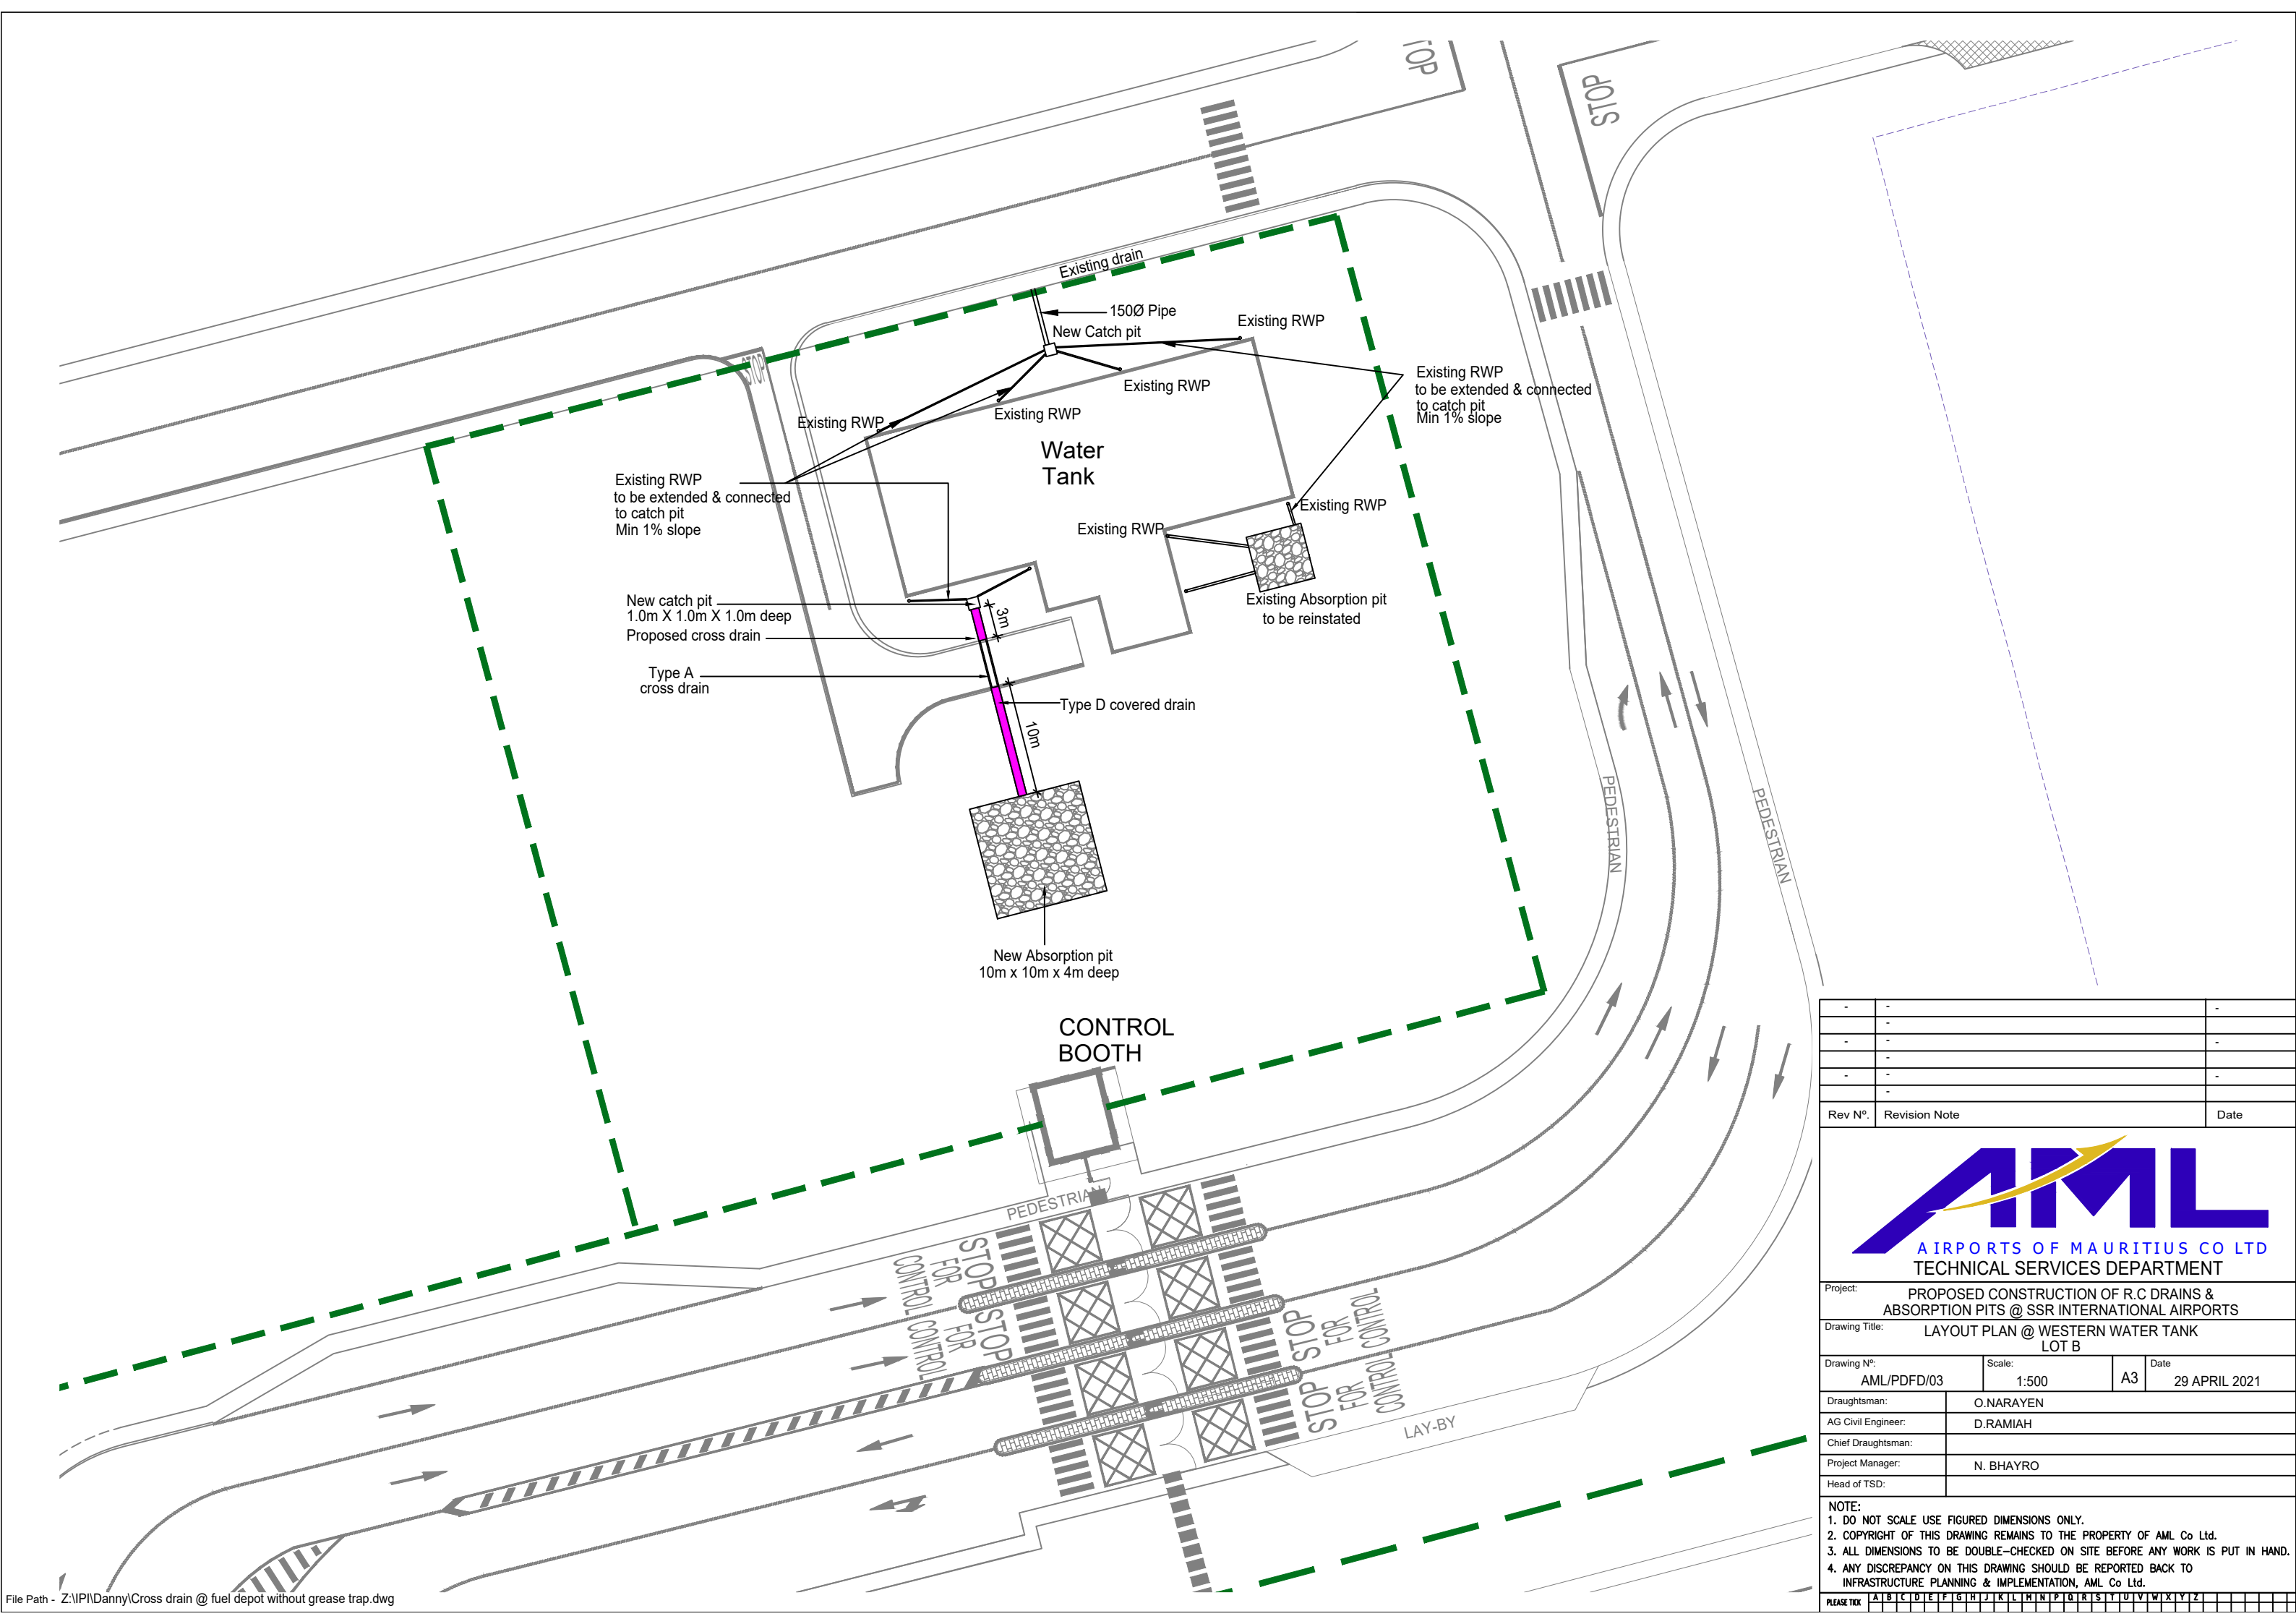 STOP
STOP
Existing drain
150Ø Pipe
New Catch pit
Existing RWP
STOP
Existing RWP
Existing RWP
Existing RWP
Existing RWP
to be extended & connected
to catch pit
Min 1% slope
Water
Tank
Existing RWP
to be extended & connected
to catch pit
Min 1% slope
Existing RWP
Existing RWP
New catch pit
1.0m X 1.0m X 1.0m deep
Proposed cross drain
3m
Existing Absorption pit
to be reinstated
Type A
cross drain
Type D covered drain
10m
PEDESTRIAN
PEDESTRIAN
New Absorption pit
10m x 10m x 4m deep
CONTROL
BOOTH
PEDESTRIAN
STOP
FOR
CONTROL
STOP
FOR
CONTROL
STOP
FOR
CONTROL
STOP
FOR
CONTROL
LAY-BY
Rev Nº. Revision Note Date
AML
AIRPORTS OF MAURITIUS CO LTD
TECHNICAL SERVICES DEPARTMENT
Project: PROPOSED CONSTRUCTION OF R.C DRAINS &
ABSORPTION PITS @ SSR INTERNATIONAL AIRPORTS
Drawing Title: LAYOUT PLAN @ WESTERN WATER TANK
LOT B
Drawing Nº: Scale: Date
AML/PDFD/03 1:500 A3 29 APRIL 2021
Draughtsman: O.NARAYEN
AG Civil Engineer: D.RAMIAH
Chief Draughtsman:
Project Manager: N. BHAYRO
Head of TSD:
NOTE:
1. DO NOT SCALE USE FIGURED DIMENSIONS ONLY.
2. COPYRIGHT OF THIS DRAWING REMAINS TO THE PROPERTY OF AML Co Ltd.
3. ALL DIMENSIONS TO BE DOUBLE-CHECKED ON SITE BEFORE ANY WORK IS PUT IN HAND.
4. ANY DISCREPANCY ON THIS DRAWING SHOULD BE REPORTED BACK TO
INFRASTRUCTURE PLANNING & IMPLEMENTATION, AML Co Ltd.
PLEASE TICK A B C D E F G H J K L M N P Q R S T U V W X Y Z
File Path - Z:\IPI\Danny\Cross drain @ fuel depot without grease trap.dwg